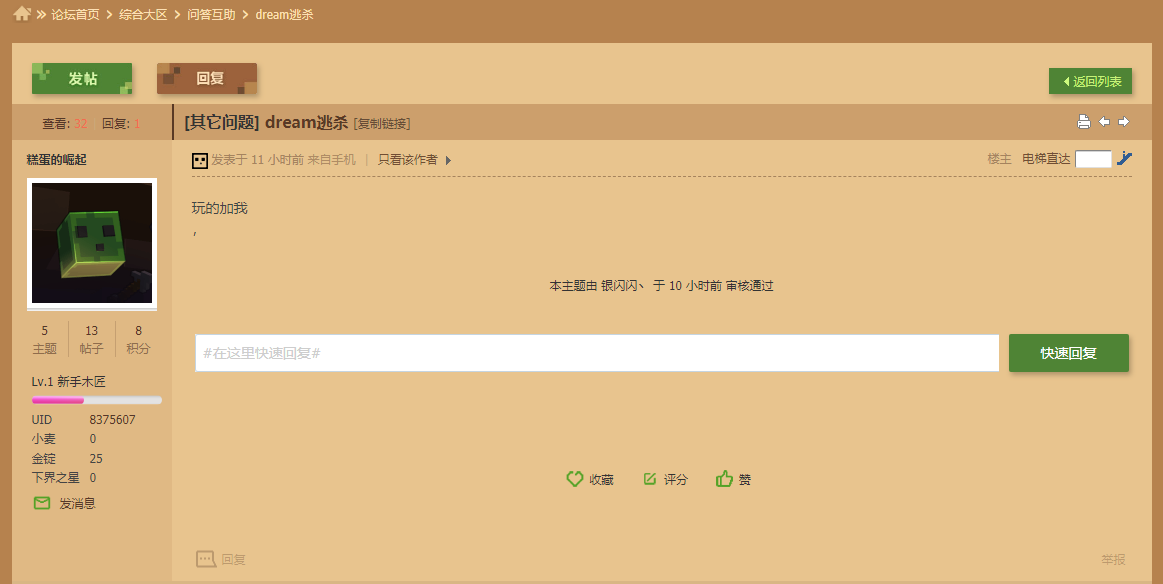 论坛首页 综合大区 问答互助 dream逃杀
发帖 回复 返回列表
查看: 32 回复: 1 [其它问题] dream逃杀 [复制链接]
糕蛋的崛起
发表于 11 小时前 来自手机 | 只看该作者 楼主 电梯直达
玩的加我
,
本主题由 银闪闪丶 于 10 小时前 审核通过
#在这里快速回复# 快速回复
5 13 8
主题 帖子 积分
Lv.1 新手木匠
UID 8375607
小麦 0
金锭 25
下界之星 0
发消息
收藏 评分 赞
回复 举报